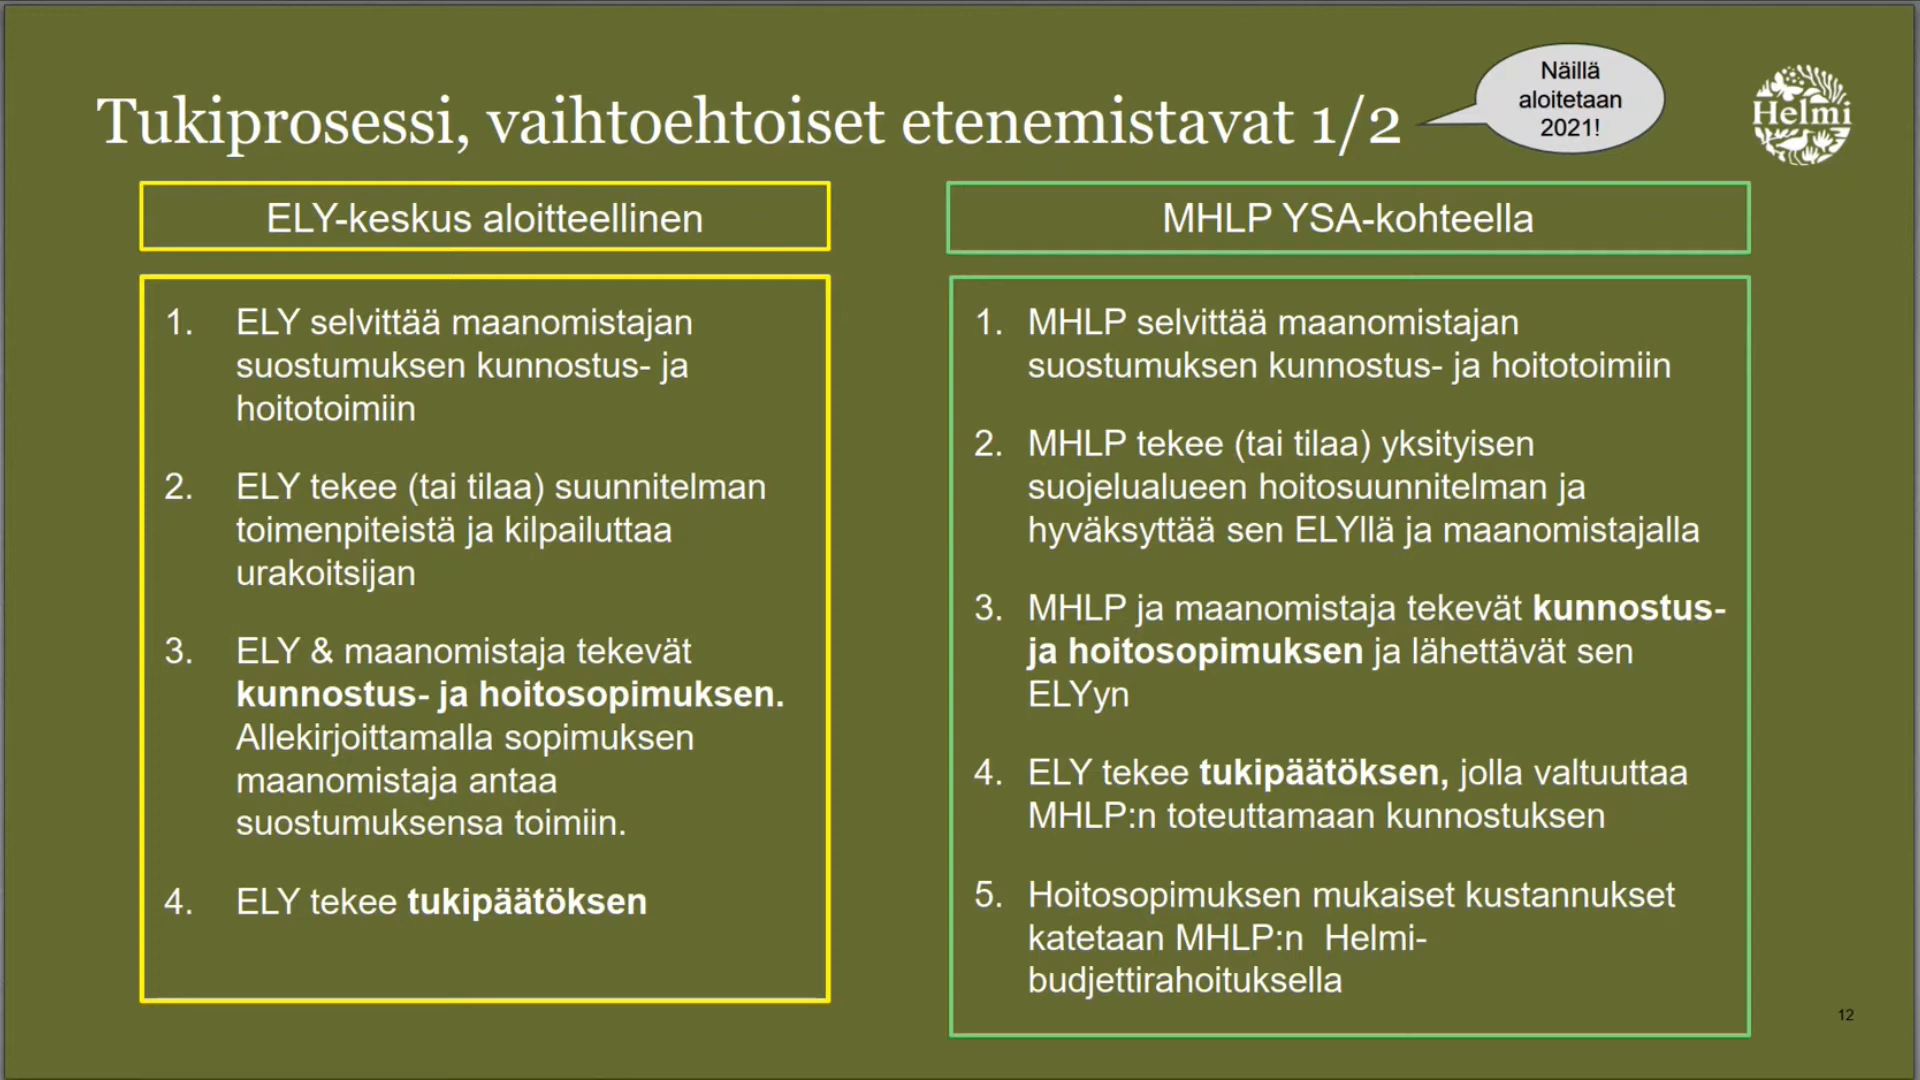 Tukiprosessi, vaihtoehtoiset etenemistavat 1/2
Näillä
aloitetaan
2021!
Helmi
ELY-keskus aloitteellinen
1. ELY selvittää maanomistajan
suostumuksen kunnostus- ja
hoitotoimiin
2. ELY tekee (tai tilaa) suunnitelman
toimenpiteistä ja kilpailuttaa
urakoitsijan
3. ELY & maanomistaja tekevät
kunnostus- ja hoitosopimuksen.
Allekirjoittamalla sopimuksen
maanomistaja antaa
suostumuksensa toimiin.
4. ELY tekee tukipäätöksen
MHLP YSA-kohteella
1. MHLP selvittää maanomistajan
suostumuksen kunnostus- ja hoitotoimiin
2. MHLP tekee (tai tilaa) yksityisen
suojelualueen hoitosuunnitelman ja
hyväksyttää sen ELYllä ja maanomistajalla
3. MHLP ja maanomistaja tekevät kunnostus-
ja hoitosopimuksen ja lähettävät sen
ELYyn
4. ELY tekee tukipäätöksen, jolla valtuuttaa
MHLP:n toteuttamaan kunnostuksen
5. Hoitosopimuksen mukaiset kustannukset
katetaan MHLP:n Helmi-
budjettirahoituksella
12